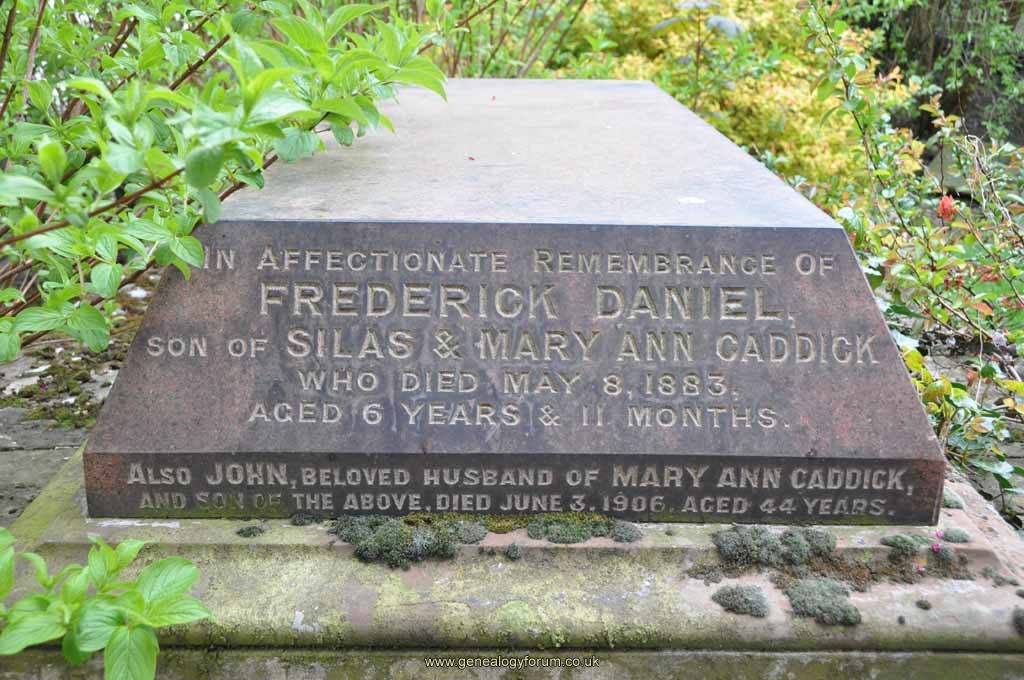 IN AFFECTIONATE REMEMBRANCE OF
FREDERICK DANIEL,
SON OF SILAS & MARY ANN CADDICK
WHO DIED MAY 8, 1883,
AGED 6 YEARS & 11 MONTHS.
ALSO JOHN, BELOVED HUSBAND OF MARY ANN CADDICK,
AND SON OF THE ABOVE, DIED JUNE 3, 1906, AGED 44 YEARS.
www.genealogyforum.co.uk